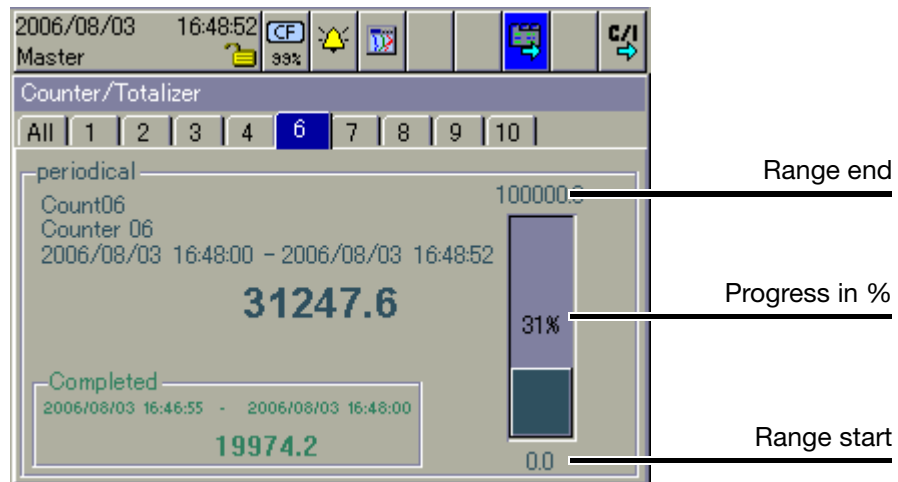 2006/08/03 16:48:52
Master
CF
99%
C/I
Counter/Totalizer
All 1 2 3 4 6 7 8 9 10
periodical
Count06
Counter 06
2006/08/03 16:48:00 - 2006/08/03 16:48:52
31247.6
100000.0
31%
0.0
Completed
2006/08/03 16:46:55 - 2006/08/03 16:48:00
19974.2
Range end
Progress in %
Range start